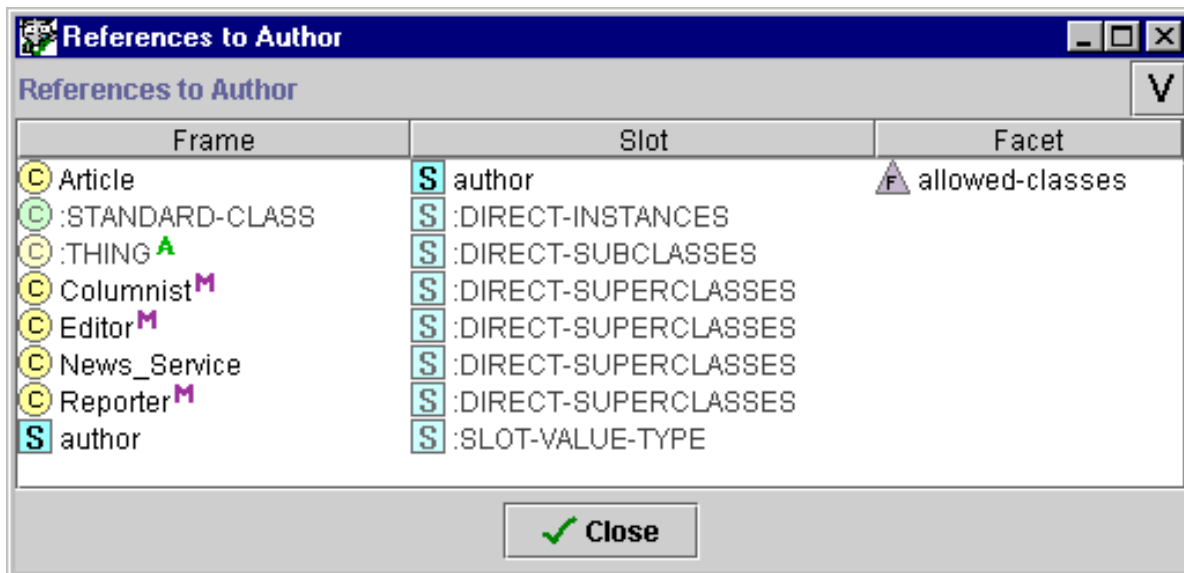 References to Author
References to Author V
Frame Slot Facet
C Article S author F allowed-classes
C :STANDARD-CLASS S :DIRECT-INSTANCES
C :THING A S :DIRECT-SUBCLASSES
C Columnist M S :DIRECT-SUPERCLASSES
C Editor M S :DIRECT-SUPERCLASSES
C News_Service S :DIRECT-SUPERCLASSES
C Reporter M S :DIRECT-SUPERCLASSES
S author S :SLOT-VALUE-TYPE
Close